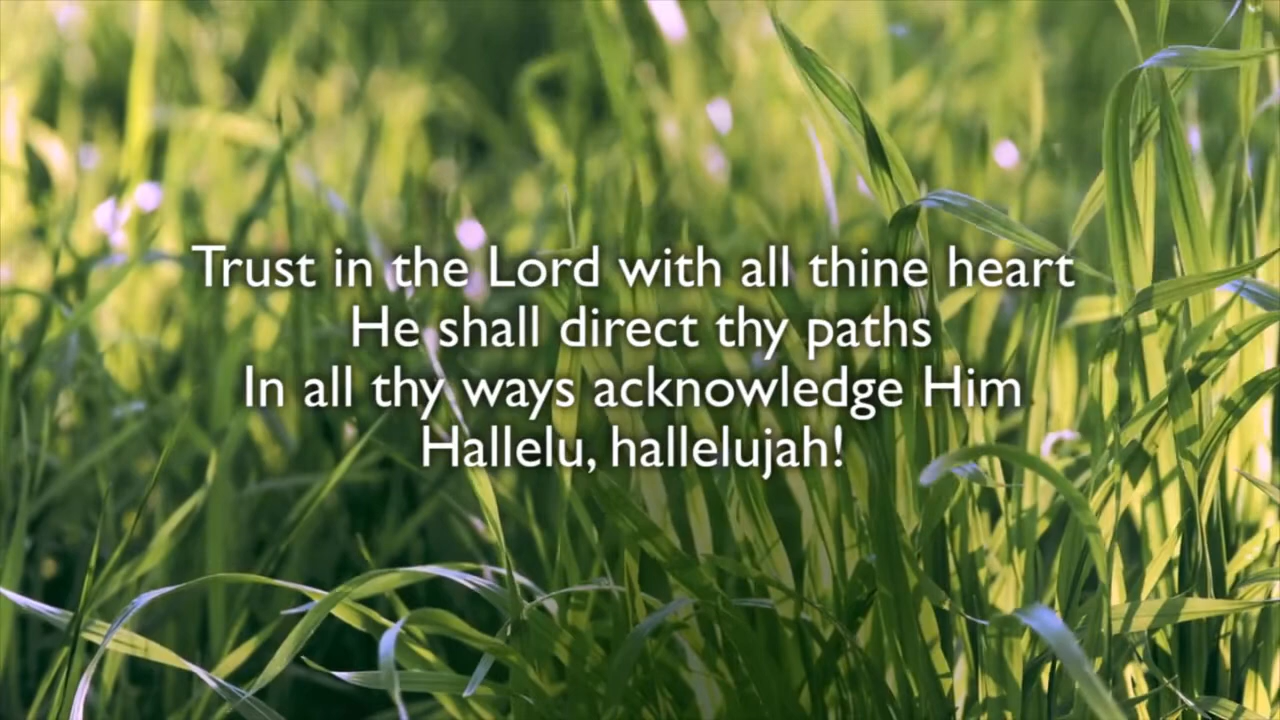 Trust in the Lord with all thine heart
He shall direct thy paths
In all thy ways acknowledge Him
Hallelu, hallelujah!